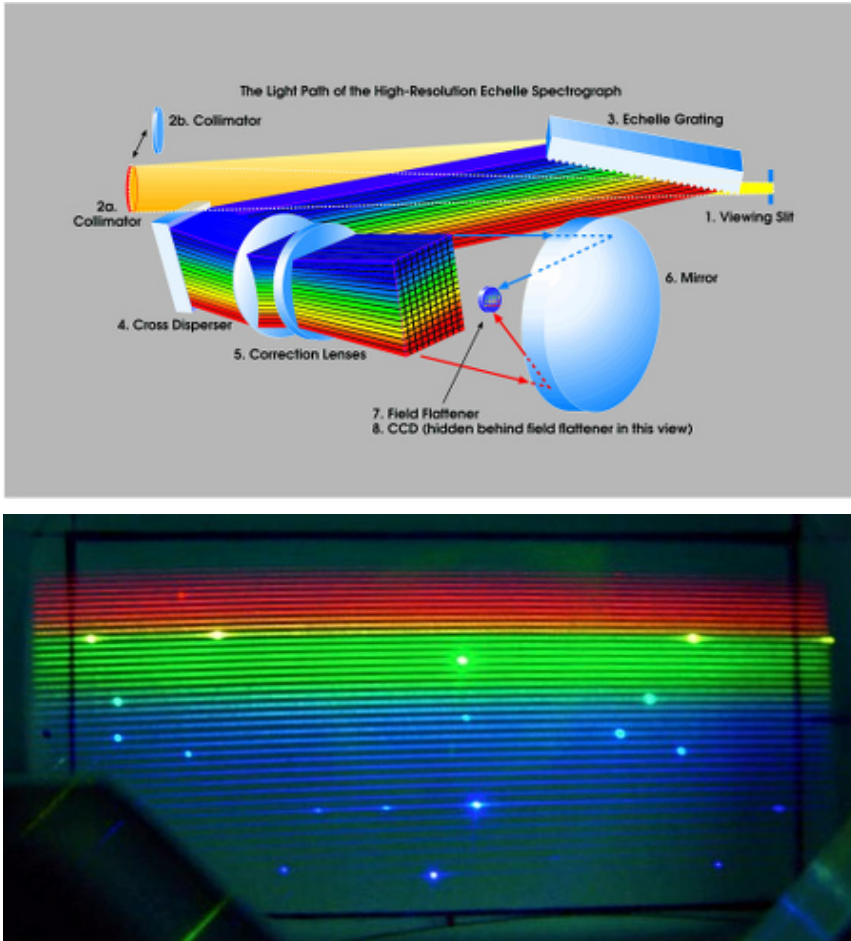 The Light Path of the High-Resolution Echelle Spectrograph
2b. Collimator
3. Echelle Grating
2a.
Collimator
1. Viewing Slit
6. Mirror
4. Cross Disperser
5. Correction Lenses
7. Field Flattener
8. CCD (hidden behind field flattener in this view)